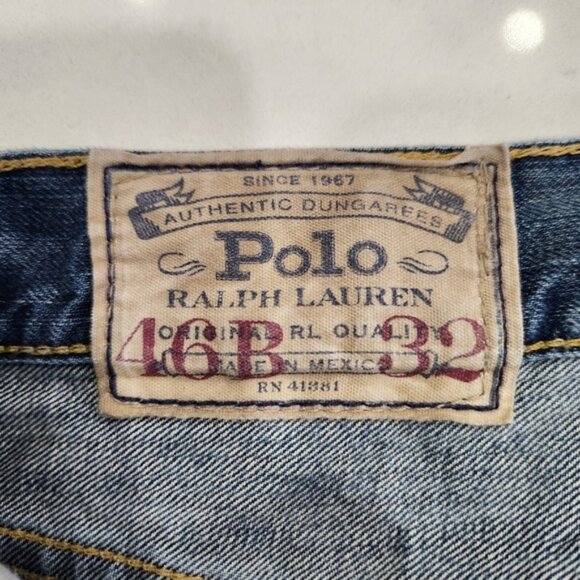 SINCE 1967
AUTHENTIC DUNGAREES
Polo
RALPH LAUREN
ORIGINAL RL QUALITY
46B 32
MADE IN MEXICO
RN 41381